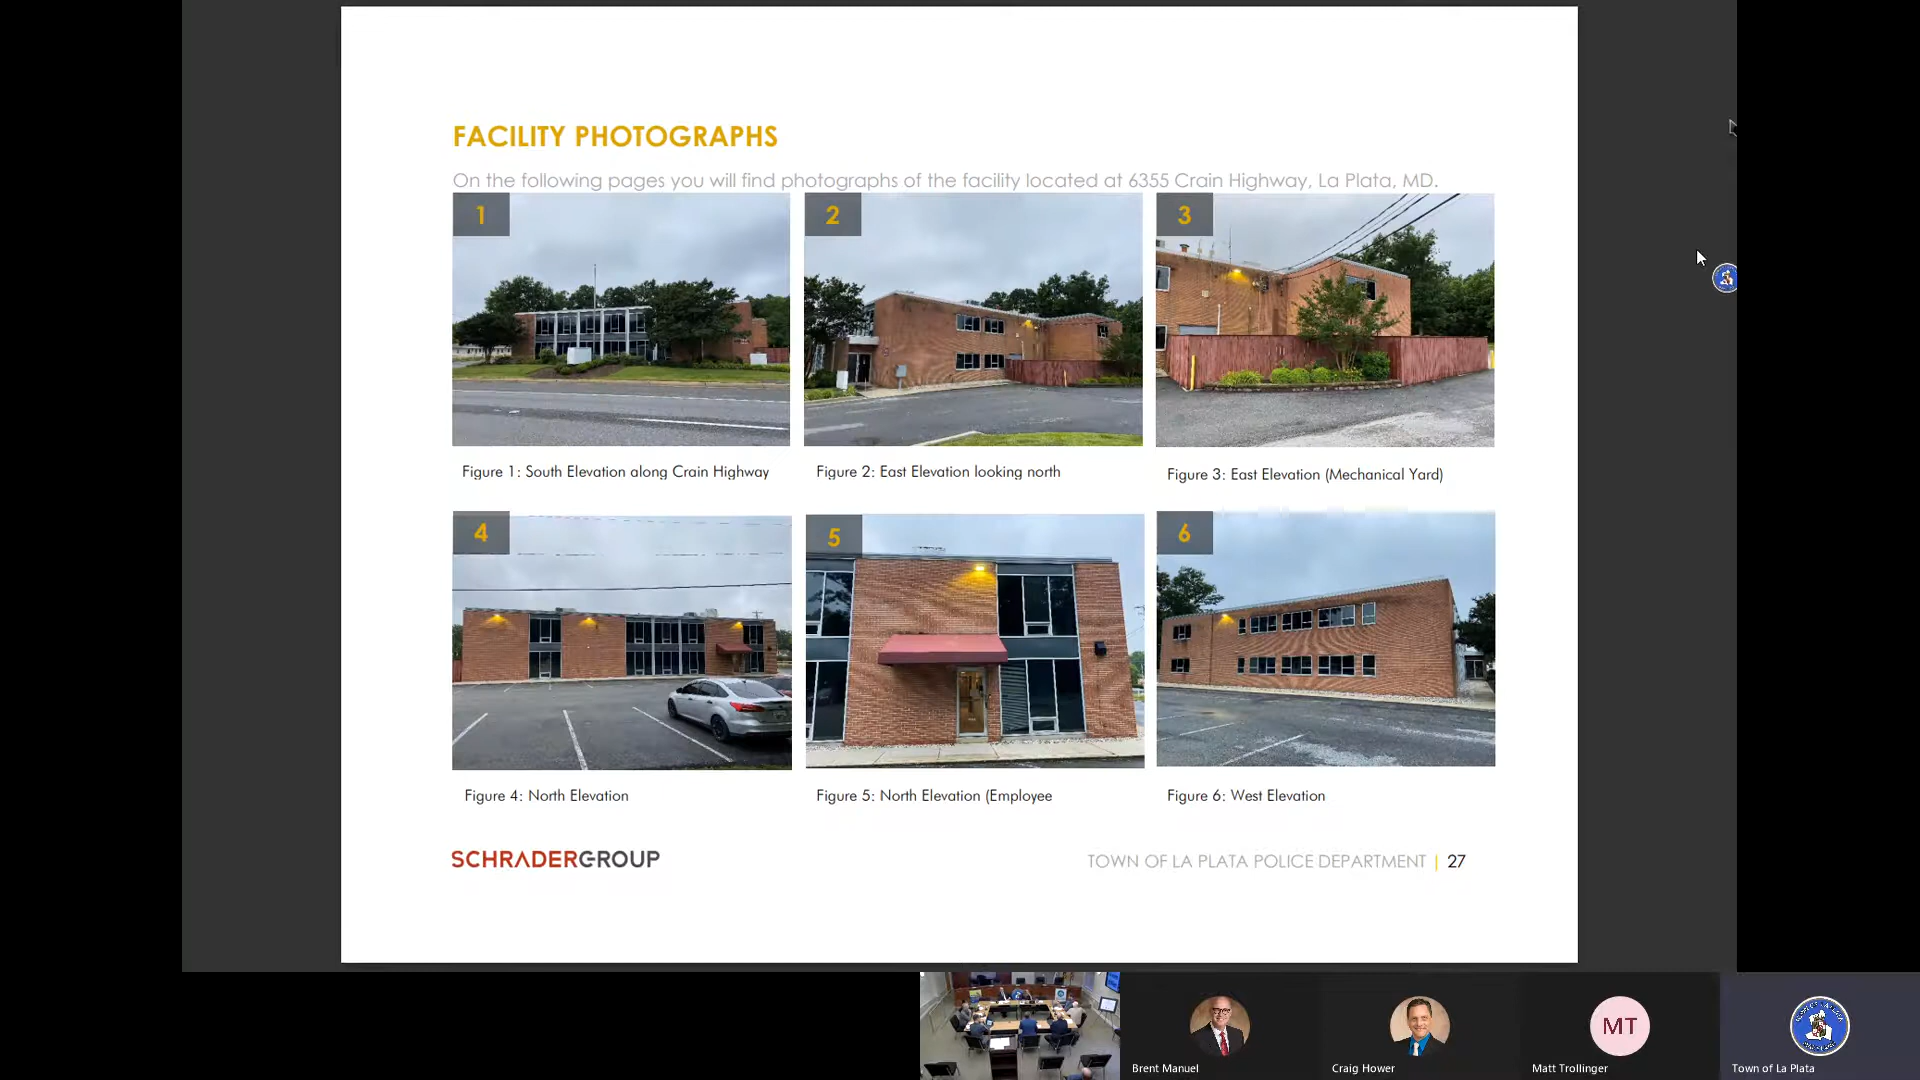 FACILITY PHOTOGRAPHS
On the following pages you will find photographs of the facility located at 6355 Crain Highway, La Plata, MD.
1
2
3
Figure 1: South Elevation along Crain Highway
Figure 2: East Elevation looking north
Figure 3: East Elevation (Mechanical Yard)
4
5
6
Figure 4: North Elevation
Figure 5: North Elevation (Employee
Figure 6: West Elevation
SCHRADERGROUP
TOWN OF LA PLATA POLICE DEPARTMENT | 27
MT
Brent Manuel
Craig Hower
Matt Trollinger
Town of La Plata